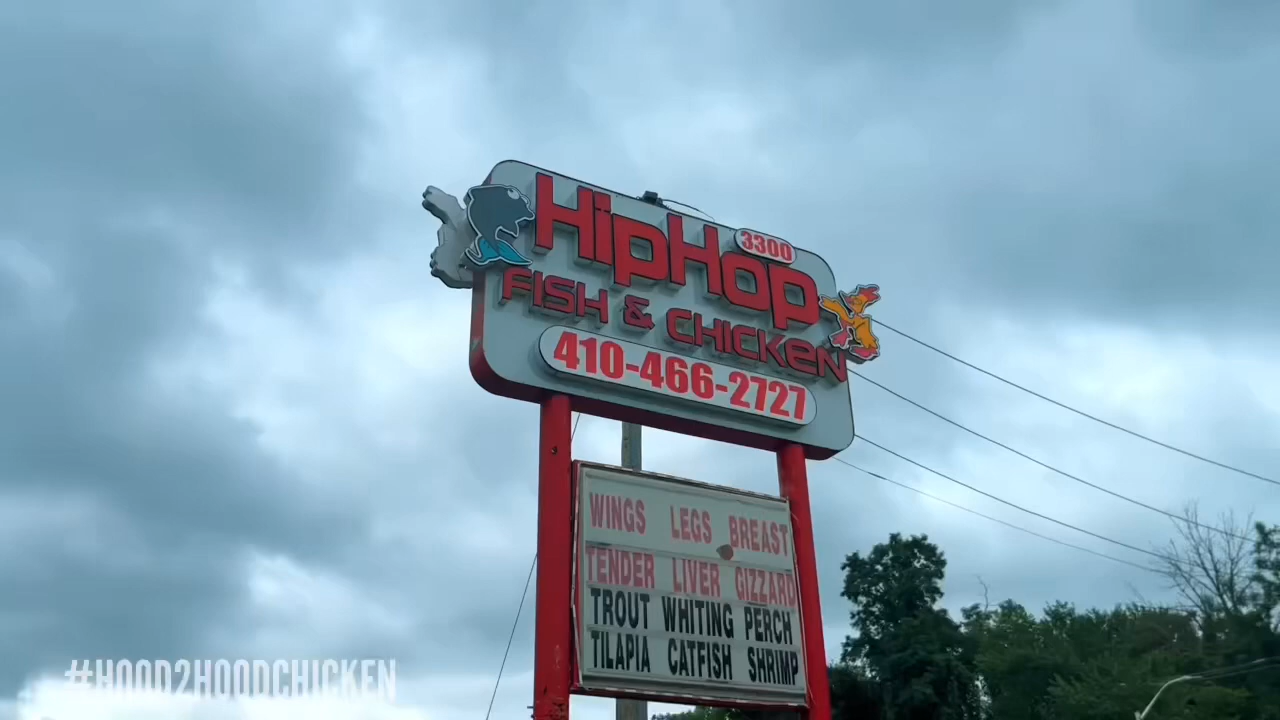 HipHop 3300
FISH & CHICKEN
410-466-2727
WINGS LEGS BREAST
TENDER LIVER GIZZARD
TROUT WHITING PERCH
TILAPIA CATFISH SHRIMP
#HOOD2HOODCHICKEN